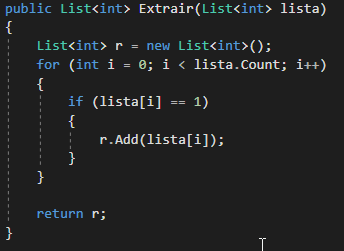 public List<int> Extrair(List<int> lista)
{
    List<int> r = new List<int>();
    for (int i = 0; i < lista.Count; i++)
    {
        if (lista[i] == 1)
        {
            r.Add(lista[i]);
        }
    }

    return r;
}